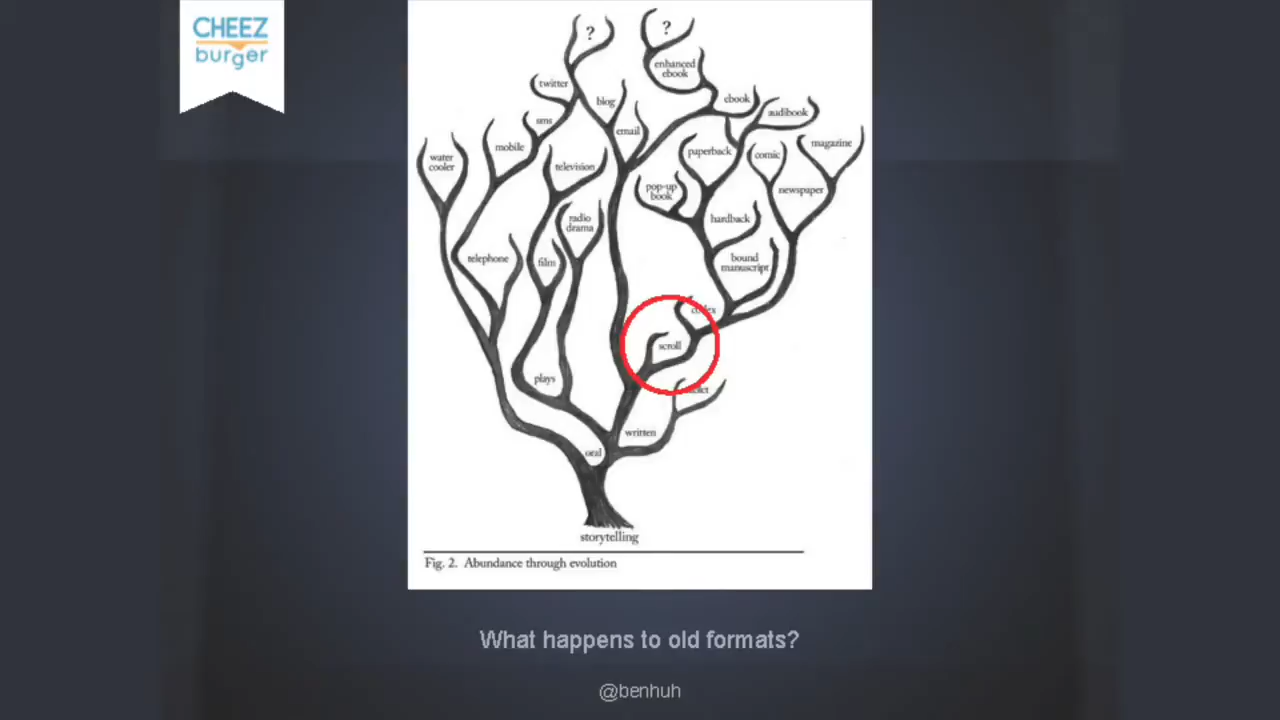 CHEEZ
burger
?
?
enhanced
ebook
twitter
blog
ebook
sms
email
audibook
mobile
paperback
comic
magazine
water
cooler
television
pop-up
book
newspaper
radio
drama
hardback
telephone
film
bound
manuscript
scroll
plays
written
oral
storytelling
Fig. 2. Abundance through evolution
What happens to old formats?
@benhuh